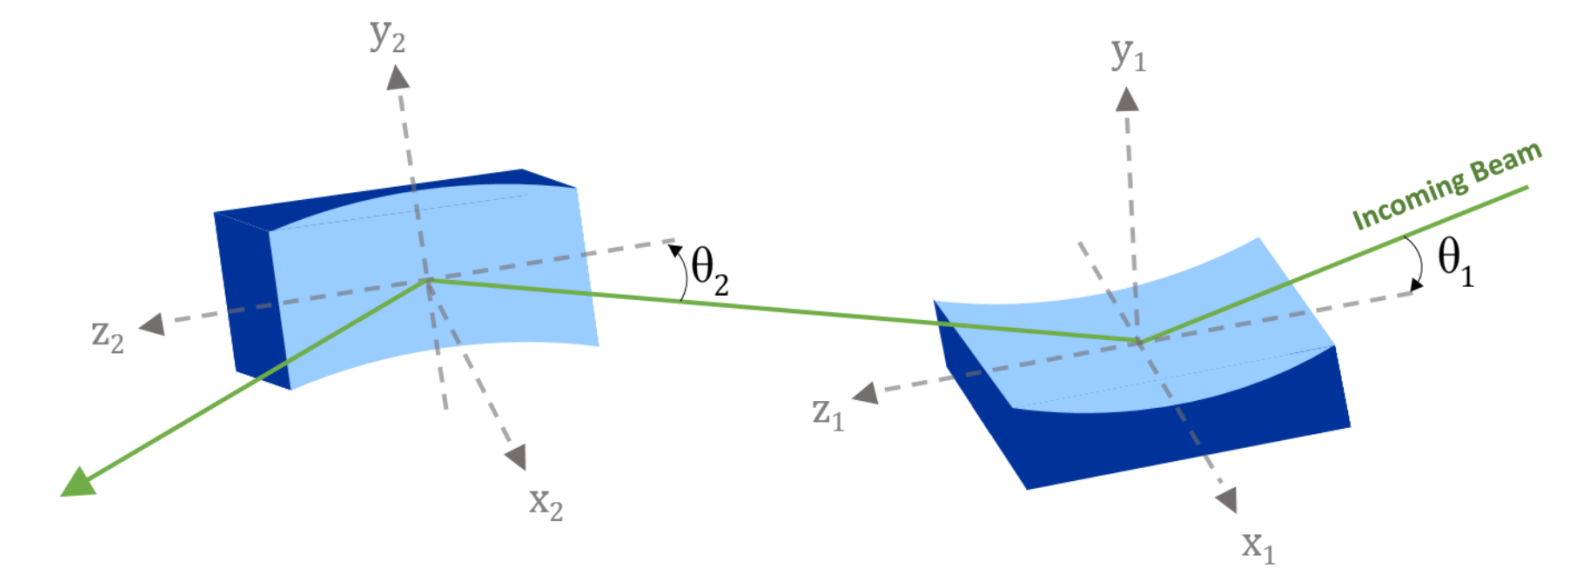 y₂
y₁
Incoming Beam
θ₁
θ₂
z₂
z₁
x₂
x₁